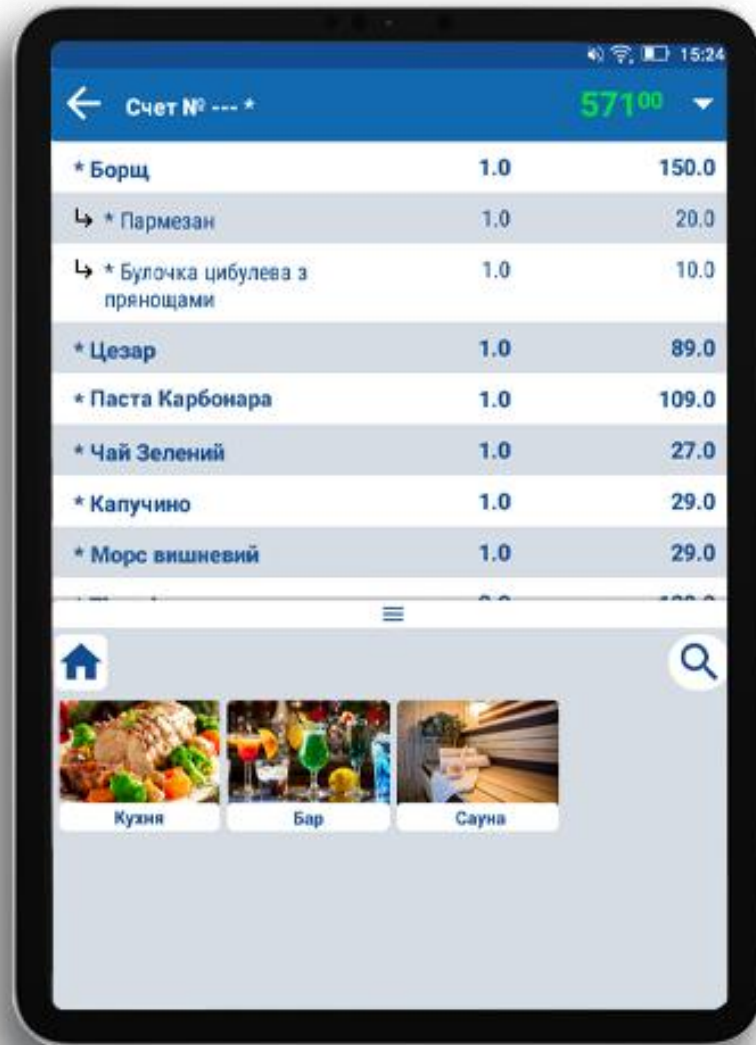 15:24
Счет № --- * 571⁰⁰
* Борщ 1.0 150.0
* Пармезан 1.0 20.0
* Булочка цибулева з 1.0 10.0
прянощами
* Цезар 1.0 89.0
* Паста Карбонара 1.0 109.0
* Чай Зелений 1.0 27.0
* Капучино 1.0 29.0
* Морс вишневий 1.0 29.0
Кухня Бар Сауна